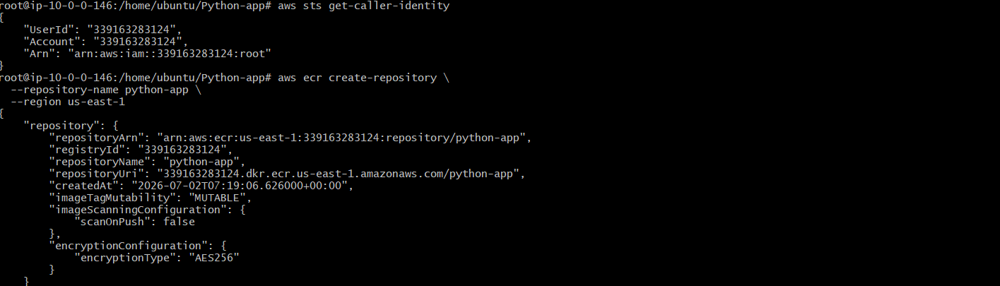 root@ip-10-0-0-146:/home/ubuntu/Python-app# aws sts get-caller-identity
{
    "UserId": "339163283124",
    "Account": "339163283124",
    "Arn": "arn:aws:iam::339163283124:root"
}
root@ip-10-0-0-146:/home/ubuntu/Python-app# aws ecr create-repository \
  --repository-name python-app \
  --region us-east-1
{
    "repository": {
        "repositoryArn": "arn:aws:ecr:us-east-1:339163283124:repository/python-app",
        "registryId": "339163283124",
        "repositoryName": "python-app",
        "repositoryUri": "339163283124.dkr.ecr.us-east-1.amazonaws.com/python-app",
        "createdAt": "2026-07-02T07:19:06.626000+00:00",
        "imageTagMutability": "MUTABLE",
        "imageScanningConfiguration": {
            "scanOnPush": false
        },
        "encryptionConfiguration": {
            "encryptionType": "AES256"
        }
    }